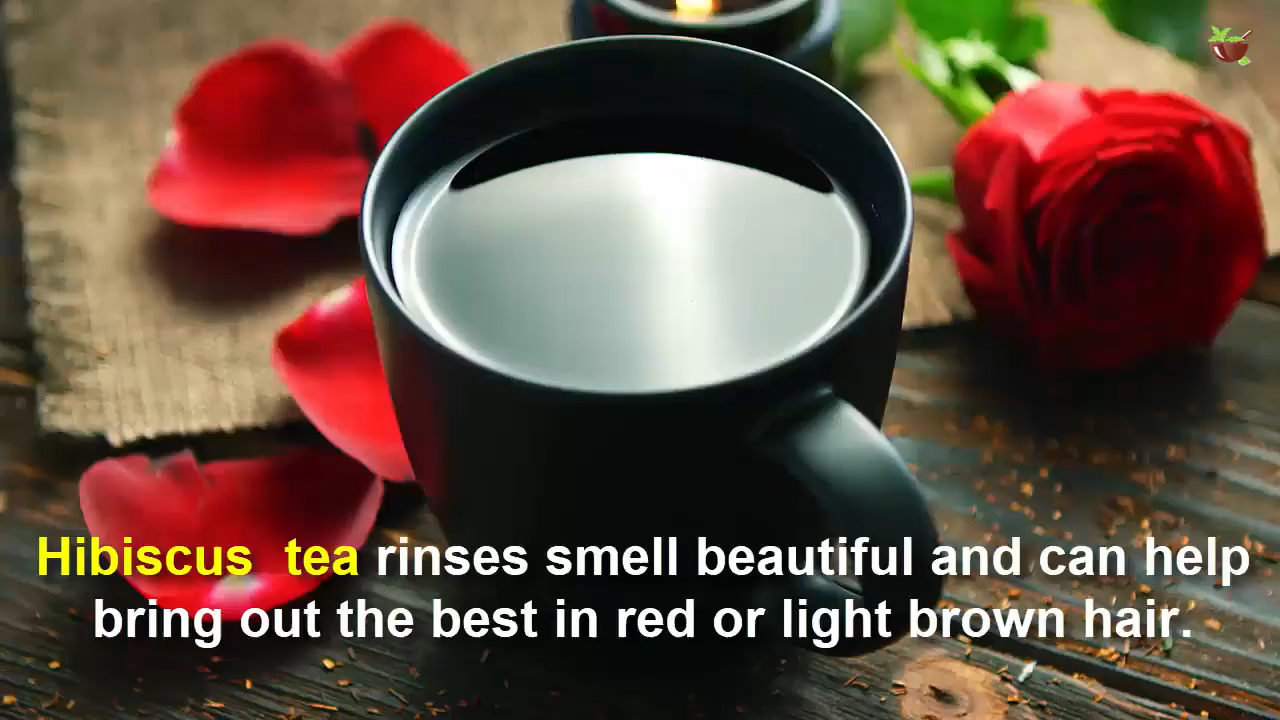 Hibiscus  tea rinses smell beautiful and can help
bring out the best in red or light brown hair.